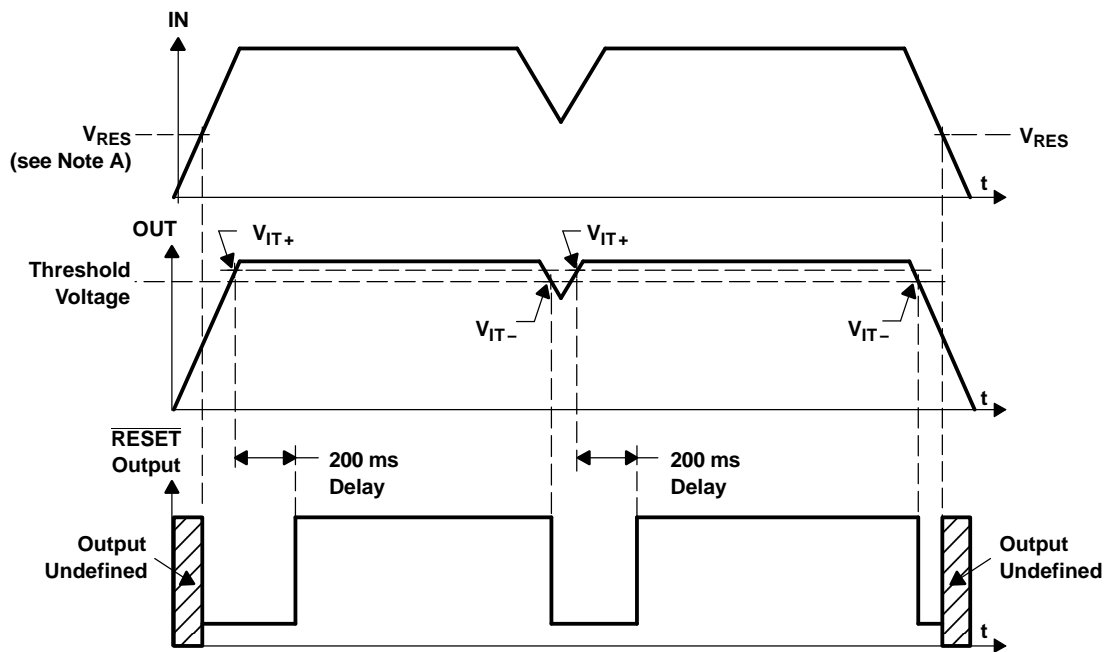 IN
VRES
(see Note A)
VRES
t
OUT
VIT+
VIT+
Threshold
Voltage
VIT−
VIT−
t
RESET
Output
200 ms
Delay
200 ms
Delay
Output
Undefined
Output
Undefined
t